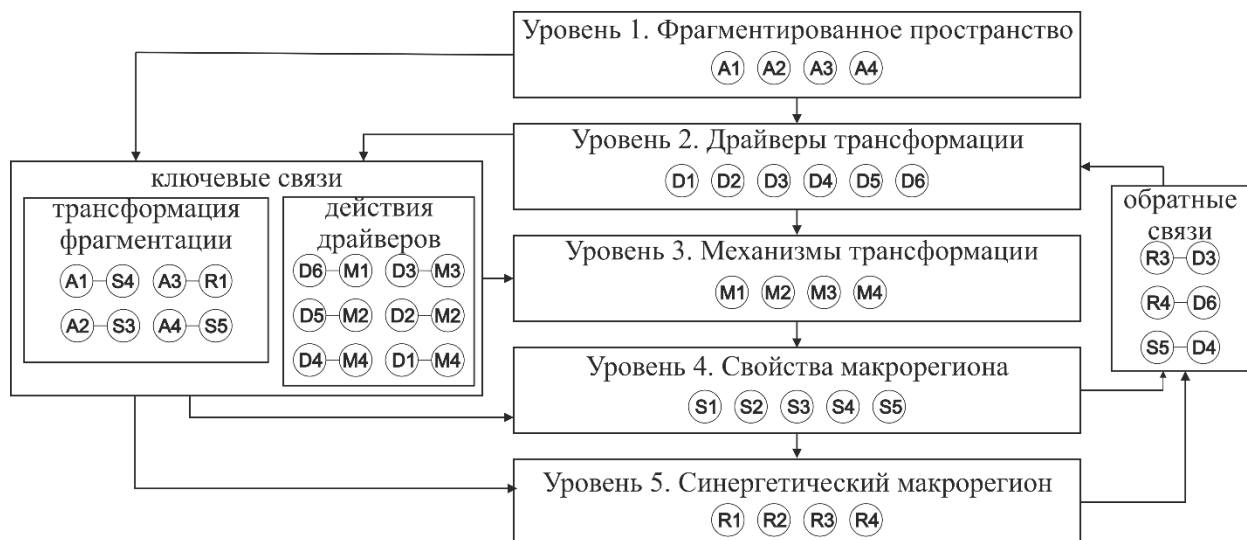 Уровень 1. Фрагментированное пространство
A1 A2 A3 A4
Уровень 2. Драйверы трансформации
D1 D2 D3 D4 D5 D6
ключевые связи
трансформация
фрагментации
A1 S4 A3 R1
A2 S3 A4 S5
действия
драйверов
D6 M1 D3 M3
D5 M2 D2 M2
D4 M4 D1 M4
Уровень 3. Механизмы трансформации
M1 M2 M3 M4
Уровень 4. Свойства макрорегиона
S1 S2 S3 S4 S5
Уровень 5. Синергетический макрорегион
R1 R2 R3 R4
обратные
связи
R3 D3
R4 D6
S5 D4